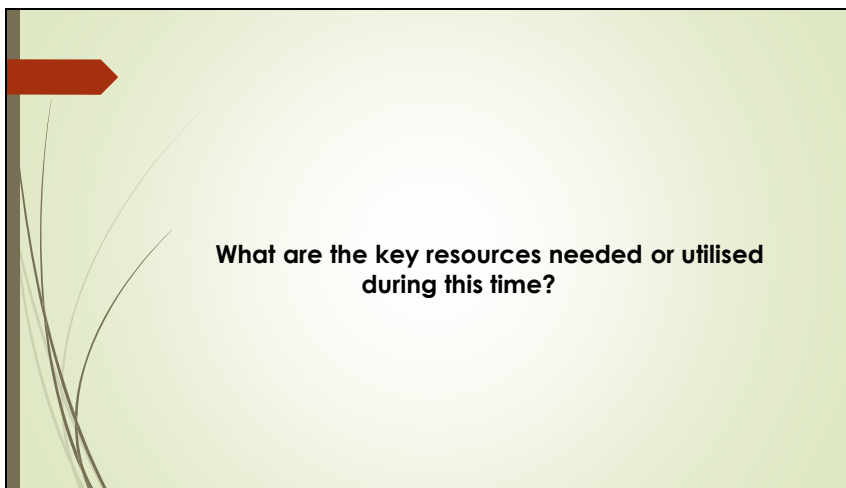 What are the key resources needed or utilised
during this time?